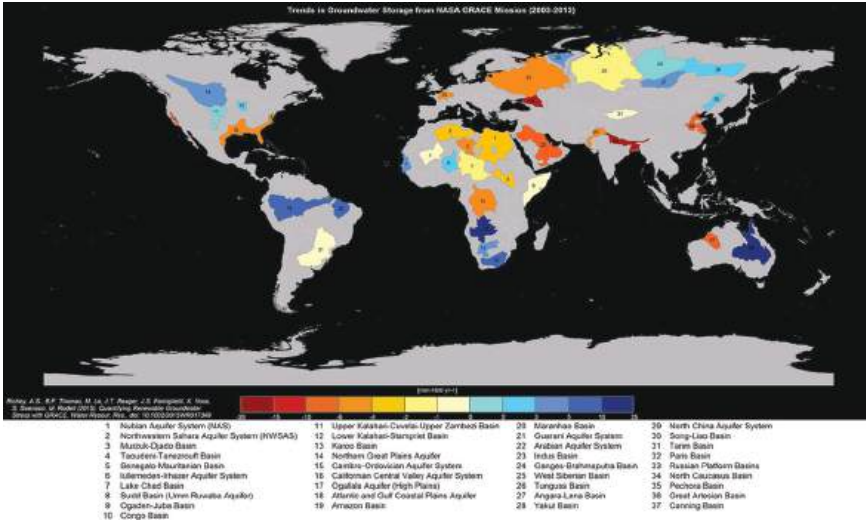 Trends in Groundwater Storage from NASA GRACE Mission (2003-2013)
[mm-H2O yr-1]
Richey, A.S., B.F. Thomas, M. Lo, J.T. Reager, J.S. Famiglietti, K. Voss,
S. Swenson, M. Rodell (2015), Quantifying Renewable Groundwater
Stress with GRACE, Water Resour. Res., doi: 10.1002/2015WR017349
1 Nubian Aquifer System (NAS)
2 Northwestern Sahara Aquifer System (NWSAS)
3 Murzuk-Djado Basin
4 Taoudeni-Tanezrouft Basin
5 Senegalo-Mauritanian Basin
6 Iullemeden-Irhazer Aquifer System
7 Lake Chad Basin
8 Sudd Basin (Umm Ruwaba Aquifer)
9 Ogaden-Juba Basin
10 Congo Basin
11 Upper Kalahari-Cuvelai-Upper Zambezi Basin
12 Lower Kalahari-Stampriet Basin
13 Karoo Basin
14 Northern Great Plains Aquifer
15 Cambro-Ordovician Aquifer System
16 Californian Central Valley Aquifer System
17 Ogallala Aquifer (High Plains)
18 Atlantic and Gulf Coastal Plains Aquifer
19 Amazon Basin
20 Maranhao Basin
21 Guarani Aquifer System
22 Arabian Aquifer System
23 Indus Basin
24 Ganges-Brahmaputra Basin
25 West Siberian Basin
26 Tunguss Basin
27 Angara-Lena Basin
28 Yakut Basin
29 North China Aquifer System
30 Song-Liao Basin
31 Tarim Basin
32 Paris Basin
33 Russian Platform Basins
34 North Caucasus Basin
35 Pechora Basin
36 Great Artesian Basin
37 Canning Basin